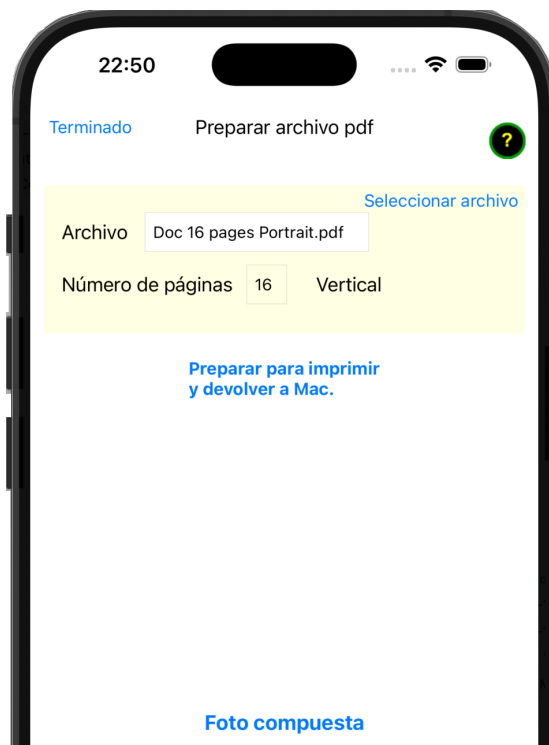 22:50
Terminado Preparar archivo pdf
?
Seleccionar archivo
Archivo Doc 16 pages Portrait.pdf
Número de páginas 16 Vertical
Preparar para imprimir
y devolver a Mac.
Foto compuesta